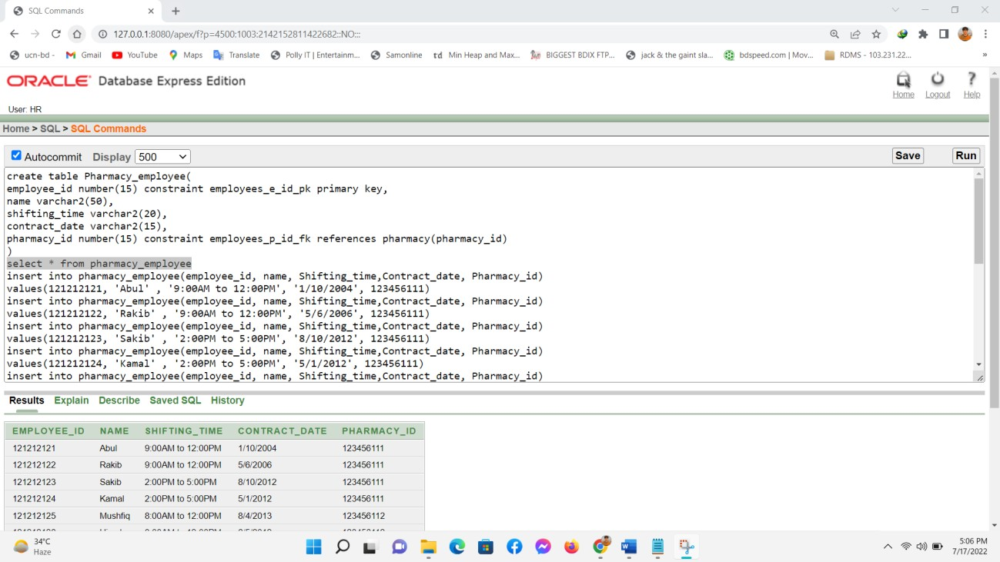 SQL Commands
127.0.0.1:8080/apex/f?p=4500:1003:2142152811422682::NO:::
ucn-bd - Gmail YouTube Maps Translate Polly IT | Entertainm... Samonline td Min Heap and Max... BIGGEST BDIX FTP... jack & the gaint sla... bdspeed.com | Mov... RDMS - 103.231.22... »
ORACLE Database Express Edition
Home Logout Help
User: HR
Home > SQL > SQL Commands
Autocommit Display 500 Save Run
create table Pharmacy_employee(
employee_id number(15) constraint employees_e_id_pk primary key,
name varchar2(50),
shifting_time varchar2(20),
contract_date varchar2(15),
pharmacy_id number(15) constraint employees_p_id_fk references pharmacy(pharmacy_id)
)
select * from pharmacy_employee
insert into pharmacy_employee(employee_id, name, Shifting_time,Contract_date, Pharmacy_id)
values(121212121, 'Abul' , '9:00AM to 12:00PM', '1/10/2004', 123456111)
insert into pharmacy_employee(employee_id, name, Shifting_time,Contract_date, Pharmacy_id)
values(121212122, 'Rakib' , '9:00AM to 12:00PM', '5/6/2006', 123456111)
insert into pharmacy_employee(employee_id, name, Shifting_time,Contract_date, Pharmacy_id)
values(121212123, 'Sakib' , '2:00PM to 5:00PM', '8/10/2012', 123456111)
insert into pharmacy_employee(employee_id, name, Shifting_time,Contract_date, Pharmacy_id)
values(121212124, 'Kamal' , '2:00PM to 5:00PM', '5/1/2012', 123456111)
insert into pharmacy_employee(employee_id, name, Shifting_time,Contract_date, Pharmacy_id)
Results Explain Describe Saved SQL History
EMPLOYEE_ID NAME SHIFTING_TIME CONTRACT_DATE PHARMACY_ID
121212121 Abul 9:00AM to 12:00PM 1/10/2004 123456111
121212122 Rakib 9:00AM to 12:00PM 5/6/2006 123456111
121212123 Sakib 2:00PM to 5:00PM 8/10/2012 123456111
121212124 Kamal 2:00PM to 5:00PM 5/1/2012 123456111
121212125 Mushfiq 8:00AM to 12:00PM 8/4/2013 123456112
34°C
Haze
5:06 PM
7/17/2022